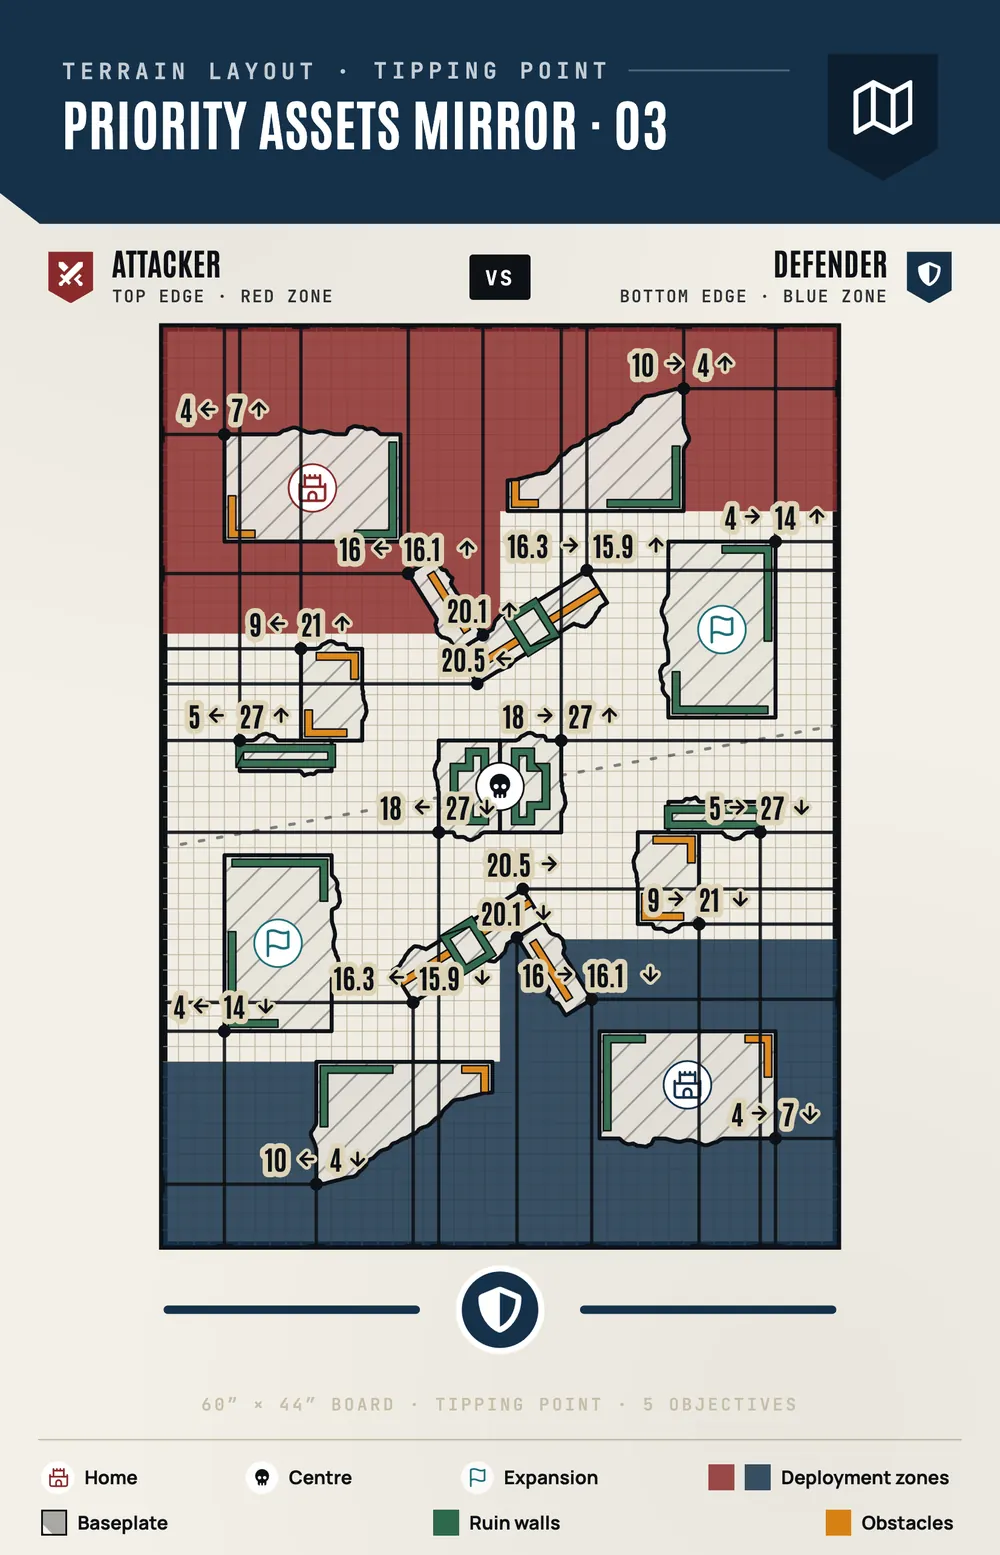 TERRAIN LAYOUT · TIPPING POINT
PRIORITY ASSETS MIRROR · 03
ATTACKER
TOP EDGE · RED ZONE
VS
DEFENDER
BOTTOM EDGE · BLUE ZONE
10 → 4 ↑
4 ← 7 ↑
4 → 14 ↑
16 ← 16.1 ↑
16.3 → 15.9 ↑
20.1 ↑
9 ← 21 ↑
20.5 ←
5 ← 27 ↑
18 → 27 ↑
18 ← 27 ↓
5 → 27 ↓
20.5 →
9 → 21 ↓
20.1 ↓
16.3 ← 15.9 ↓
16 → 16.1 ↓
4 ← 14 ↓
4 → 7 ↓
10 ← 4 ↓
60″ × 44″ BOARD · TIPPING POINT · 5 OBJECTIVES
Home
Centre
Expansion
Deployment zones
Baseplate
Ruin walls
Obstacles